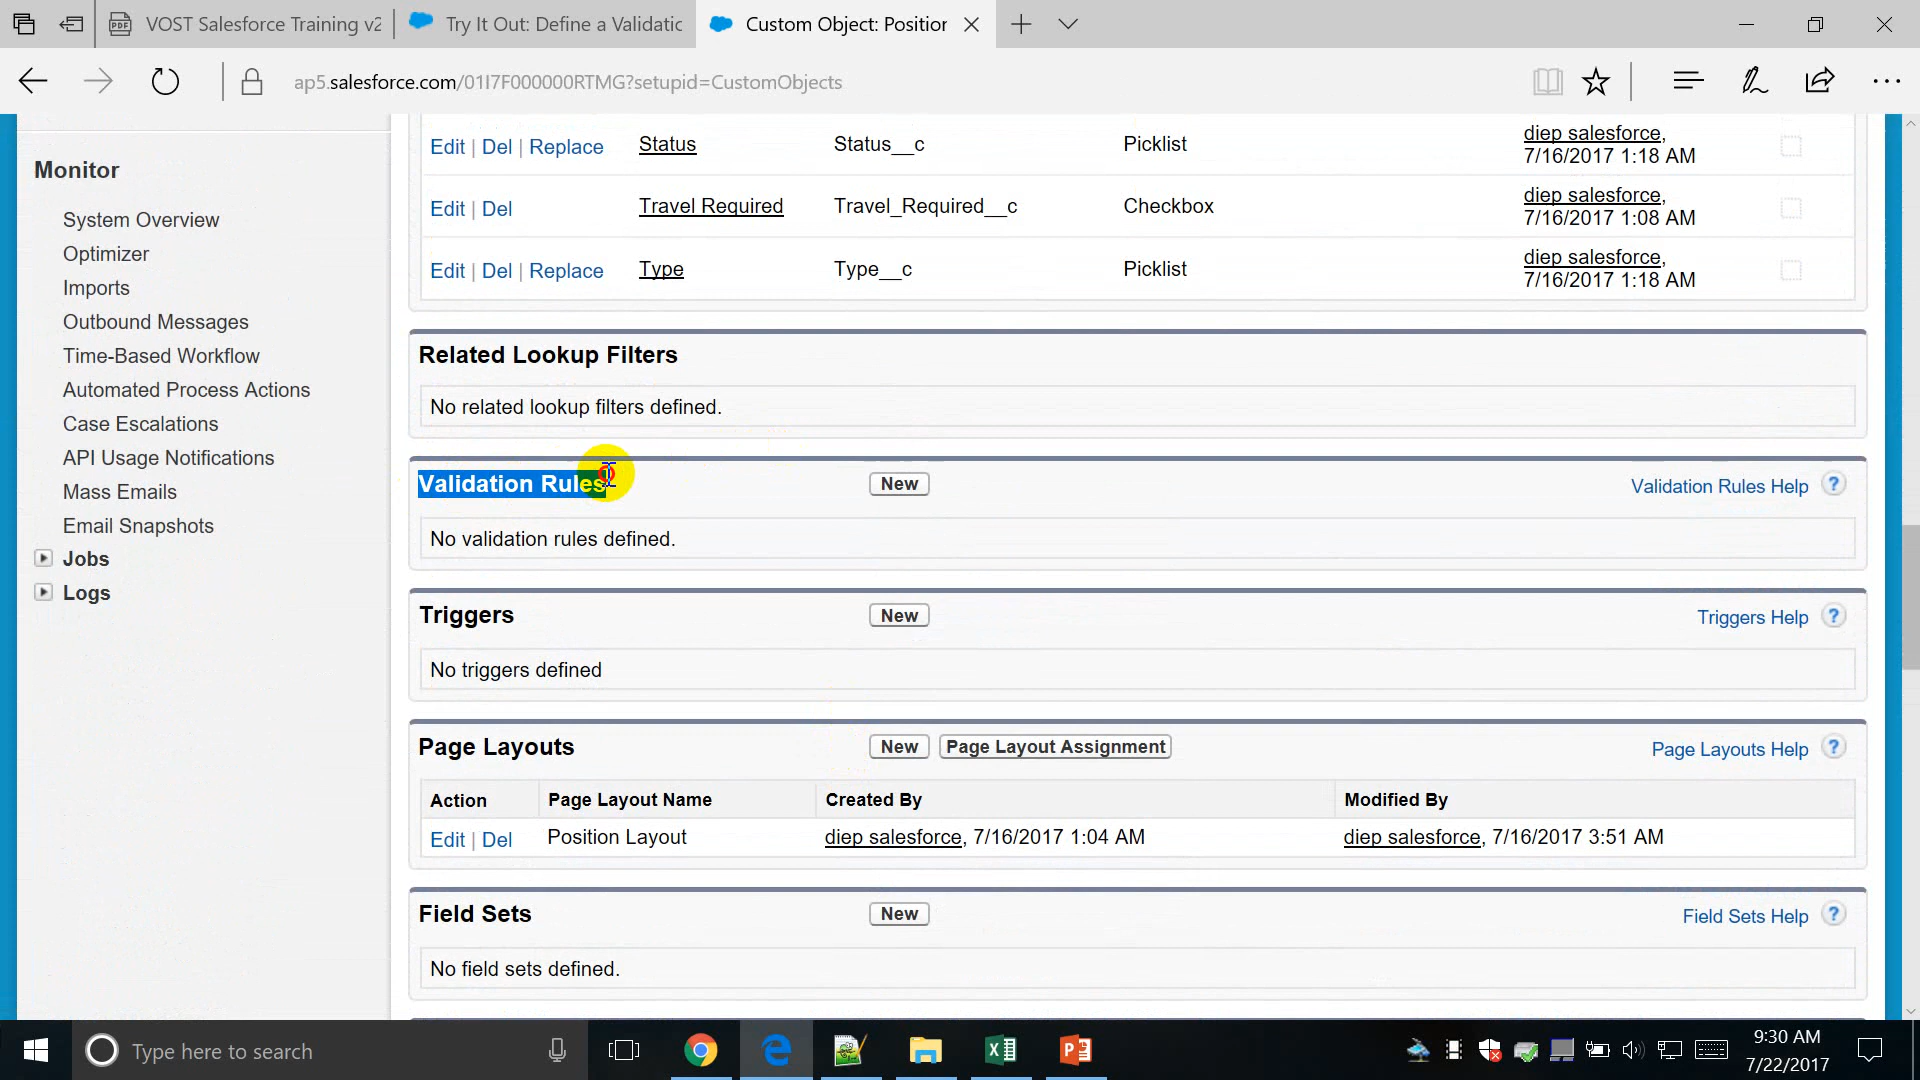 VOST Salesforce Training v2
Try It Out: Define a Validatic
Custom Object: Position
ap5.salesforce.com/01I7F000000RTMG?setupid=CustomObjects
Monitor
System Overview
Optimizer
Imports
Outbound Messages
Time-Based Workflow
Automated Process Actions
Case Escalations
API Usage Notifications
Mass Emails
Email Snapshots
Jobs
Logs
Edit | Del | Replace Status Status__c Picklist diep salesforce,
7/16/2017 1:18 AM
Edit | Del Travel Required Travel_Required__c Checkbox diep salesforce,
7/16/2017 1:08 AM
Edit | Del | Replace Type Type__c Picklist diep salesforce,
7/16/2017 1:18 AM
Related Lookup Filters
No related lookup filters defined.
Validation Rules New Validation Rules Help ?
No validation rules defined.
Triggers New Triggers Help ?
No triggers defined
Page Layouts New Page Layout Assignment Page Layouts Help ?
Action Page Layout Name Created By Modified By
Edit | Del Position Layout diep salesforce, 7/16/2017 1:04 AM diep salesforce, 7/16/2017 3:51 AM
Field Sets New Field Sets Help ?
No field sets defined.
Type here to search
9:30 AM
7/22/2017